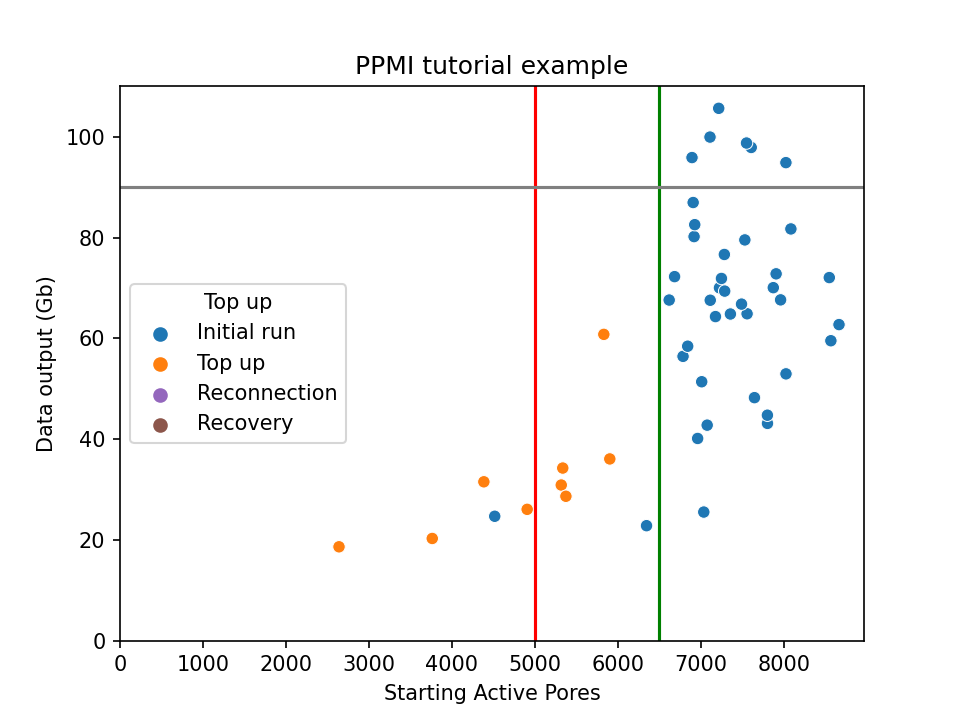 PPMI tutorial example
100
80
60
40
20
0
Data output (Gb)
Top up
Initial run
Top up
Reconnection
Recovery
0 1000 2000 3000 4000 5000 6000 7000 8000
Starting Active Pores